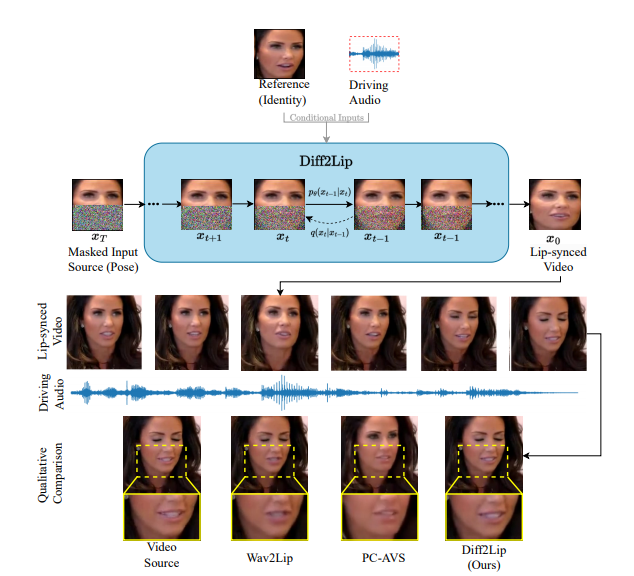 Reference
(Identity)
Driving
Audio
Conditional Inputs
Diff2Lip
p_θ(x_{t−1}|x_t)
q(x_t|x_{t−1})
x_T
x_{t+1}
x_t
x_{t−1}
x_{t−1}
x_0
Masked Input
Source (Pose)
Lip-synced
Video
Lip-synced
Video
Driving
Audio
Qualitative
Comparison
Video
Source
Wav2Lip
PC-AVS
Diff2Lip
(Ours)